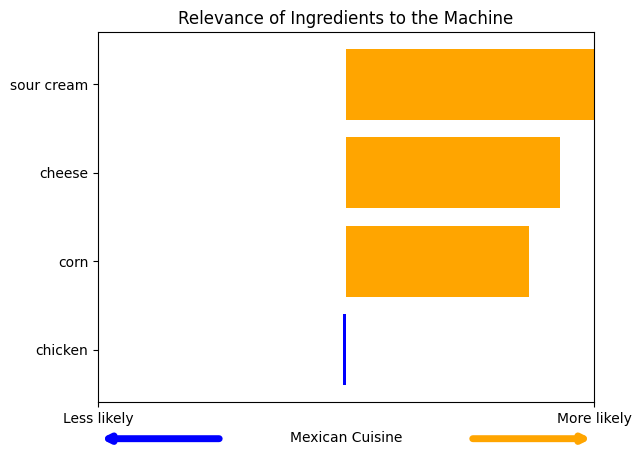 Relevance of Ingredients to the Machine
sour cream
cheese
corn
chicken
Less likely
More likely
Mexican Cuisine